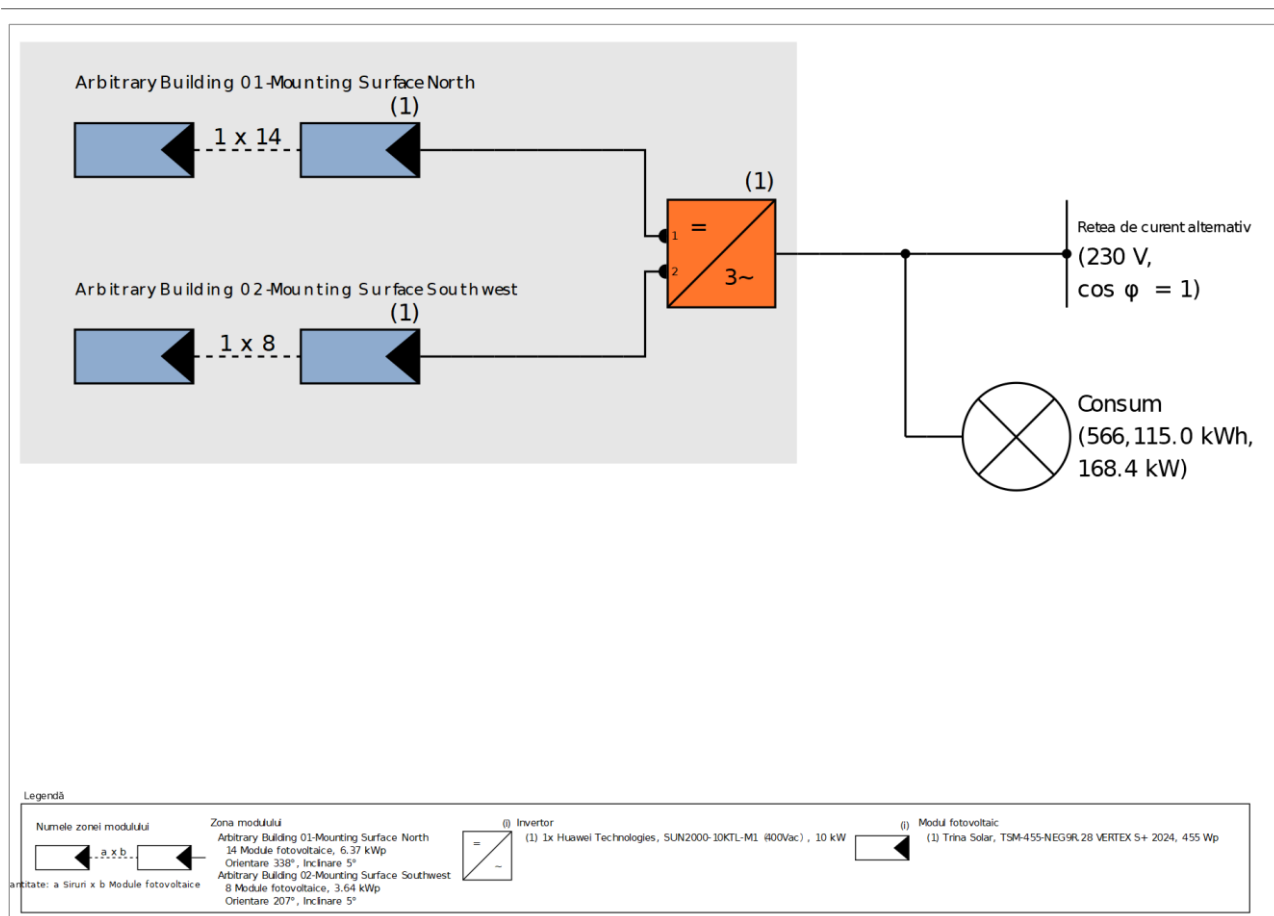 Arbitrary Building 01-Mounting Surface North
(1)
1 x 14
(1)
=
1
2
3~
Arbitrary Building 02-Mounting Surface Southwest
(1)
1 x 8
Retea de curent alternativ
(230 V,
cos φ = 1)
Consum
(566,115.0 kWh,
168.4 kW)
Legendă
Numele zonei modulului
a x b
antitate: a Siruri x b Module fotovoltaice
Zona modulului
Arbitrary Building 01-Mounting Surface North
14 Module fotovoltaice, 6.37 kWp
Orientare 338°, Inclinare 5°
Arbitrary Building 02-Mounting Surface Southwest
8 Module fotovoltaice, 3.64 kWp
Orientare 207°, Inclinare 5°
=
~
(i) Invertor
(1) 1x Huawei Technologies, SUN2000-10KTL-M1 (400Vac) , 10 kW
(i) Modul fotovoltaic
(1) Trina Solar, TSM-455-NEG9R.28 VERTEX S+ 2024, 455 Wp